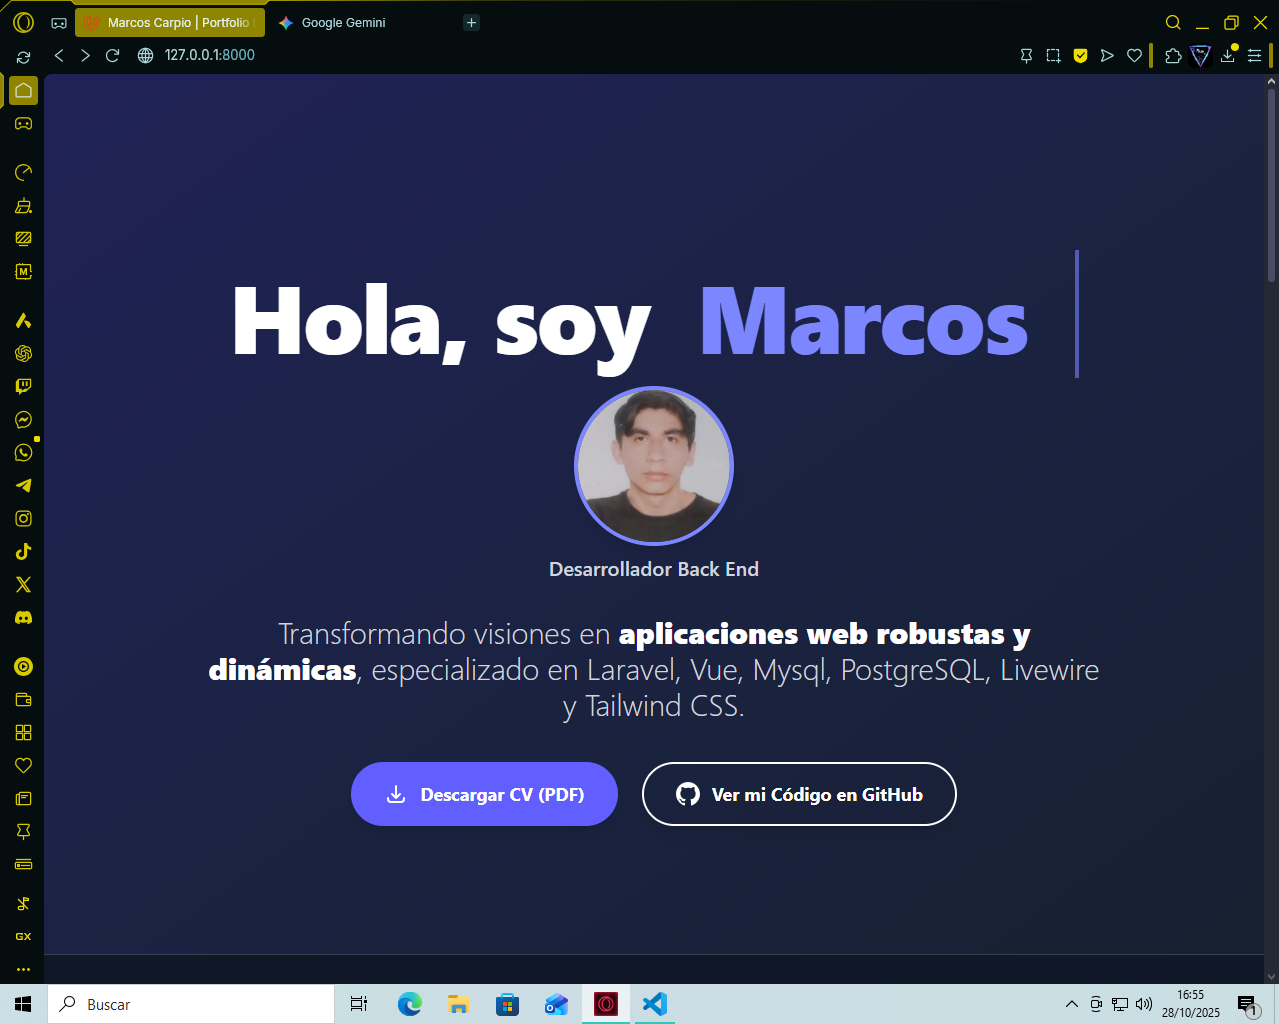 Marcos Carpio | Portfolio
Google Gemini
127.0.0.1:8000
M
Hola, soy Marcos
Desarrollador Back End
Transformando visiones en aplicaciones web robustas y
dinámicas, especializado en Laravel, Vue, Mysql, PostgreSQL, Livewire
y Tailwind CSS.
Descargar CV (PDF)
Ver mi Código en GitHub
GX
Buscar
16:55
28/10/2025
1